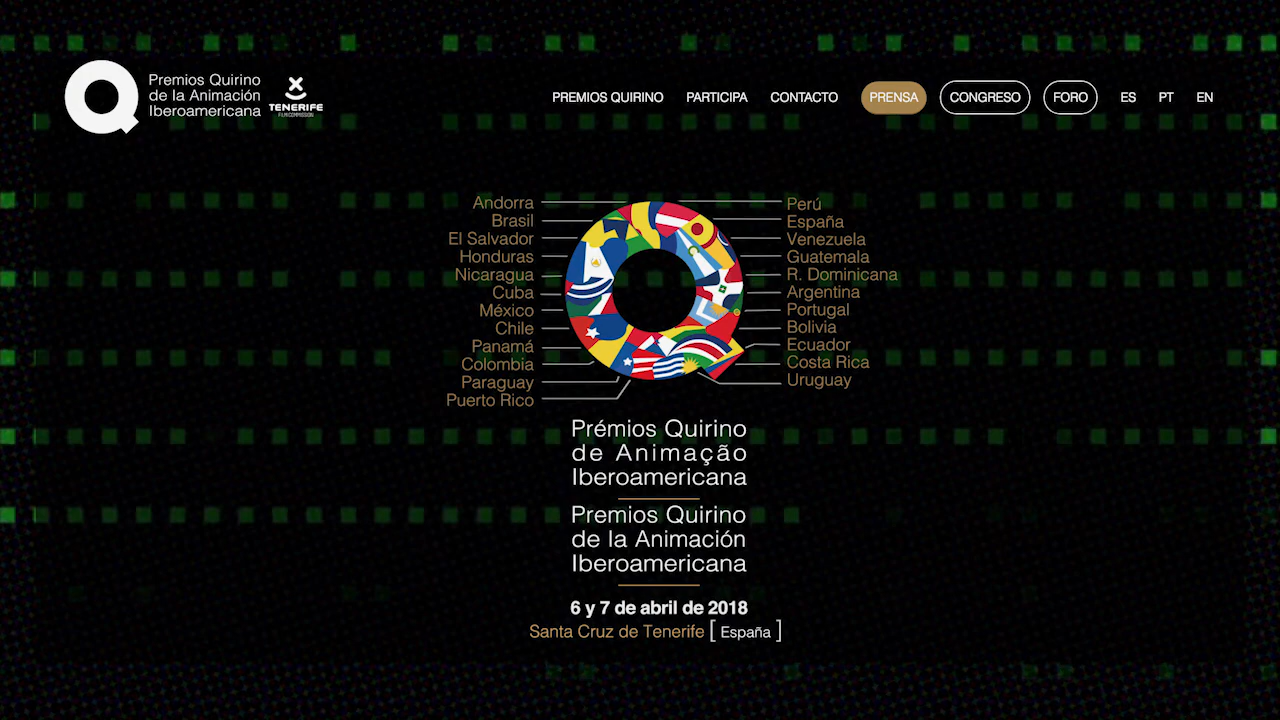 Premios Quirino
de la Animación
Iberoamericana
TENERIFE
FILM COMMISSION
PREMIOS QUIRINO PARTICIPA CONTACTO PRENSA CONGRESO FORO ES PT EN
Andorra
Brasil
El Salvador
Honduras
Nicaragua
Cuba
México
Chile
Panamá
Colombia
Paraguay
Puerto Rico
Perú
España
Venezuela
Guatemala
R. Dominicana
Argentina
Portugal
Bolivia
Ecuador
Costa Rica
Uruguay
Prémios Quirino
de Animação
Iberoamericana
Premios Quirino
de la Animación
Iberoamericana
6 y 7 de abril de 2018
Santa Cruz de Tenerife [ España ]